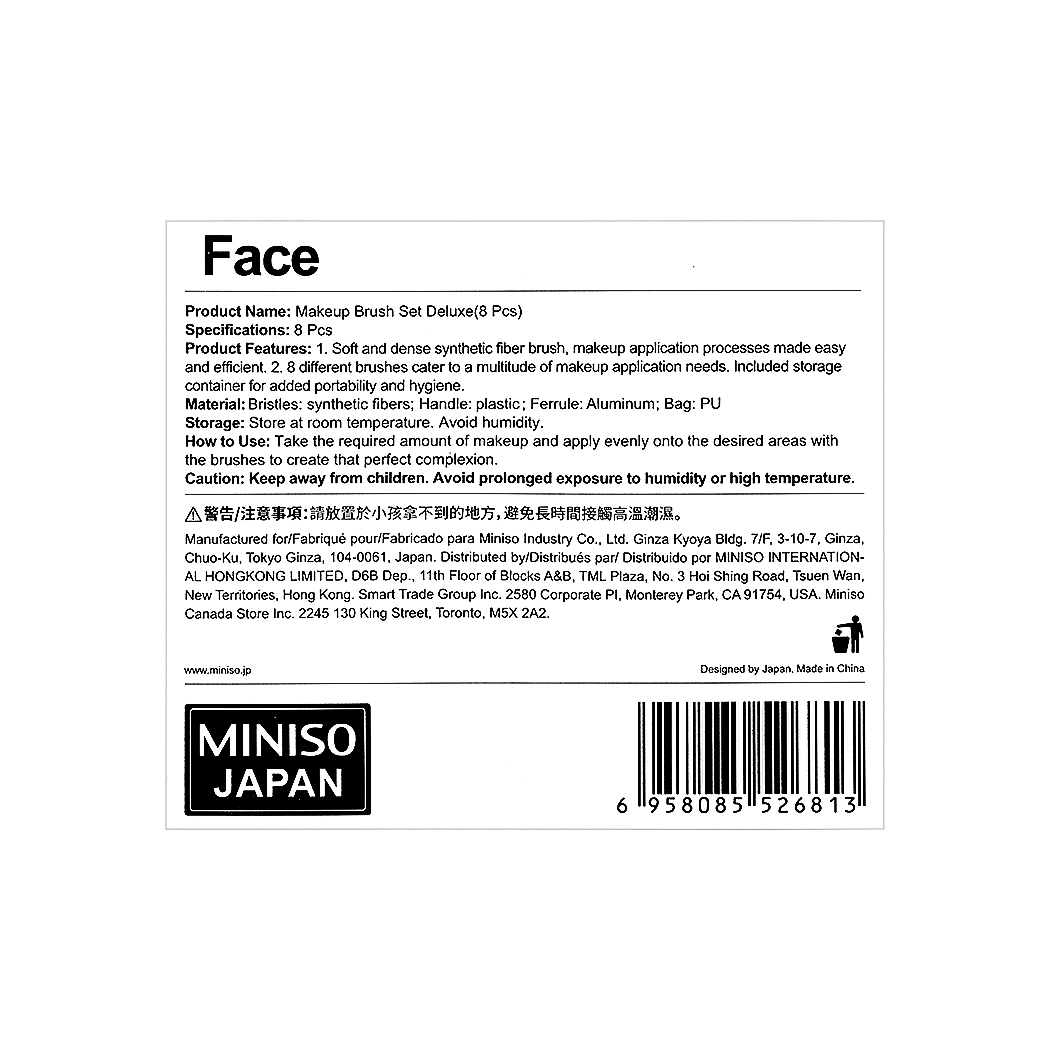 Face
Product Name: Makeup Brush Set Deluxe(8 Pcs)
Specifications: 8 Pcs
Product Features: 1. Soft and dense synthetic fiber brush, makeup application processes made easy
and efficient. 2. 8 different brushes cater to a multitude of makeup application needs. Included storage
container for added portability and hygiene.
Material: Bristles: synthetic fibers; Handle: plastic; Ferrule: Aluminum; Bag: PU
Storage: Store at room temperature. Avoid humidity.
How to Use: Take the required amount of makeup and apply evenly onto the desired areas with
the brushes to create that perfect complexion.
Caution: Keep away from children. Avoid prolonged exposure to humidity or high temperature.
⚠警告/注意事項:請放置於小孩拿不到的地方,避免長時間接觸高溫潮濕。
Manufactured for/Fabriqué pour/Fabricado para Miniso Industry Co., Ltd. Ginza Kyoya Bldg. 7/F, 3-10-7, Ginza,
Chuo-Ku, Tokyo Ginza, 104-0061, Japan. Distributed by/Distribués par/ Distribuido por MINISO INTERNATION-
AL HONGKONG LIMITED, D6B Dep., 11th Floor of Blocks A&B, TML Plaza, No. 3 Hoi Shing Road, Tsuen Wan,
New Territories, Hong Kong. Smart Trade Group Inc. 2580 Corporate Pl, Monterey Park, CA 91754, USA. Miniso
Canada Store Inc. 2245 130 King Street, Toronto, M5X 2A2.
www.miniso.jp
Designed by Japan, Made in China
MINISO
JAPAN
6 958085 526813